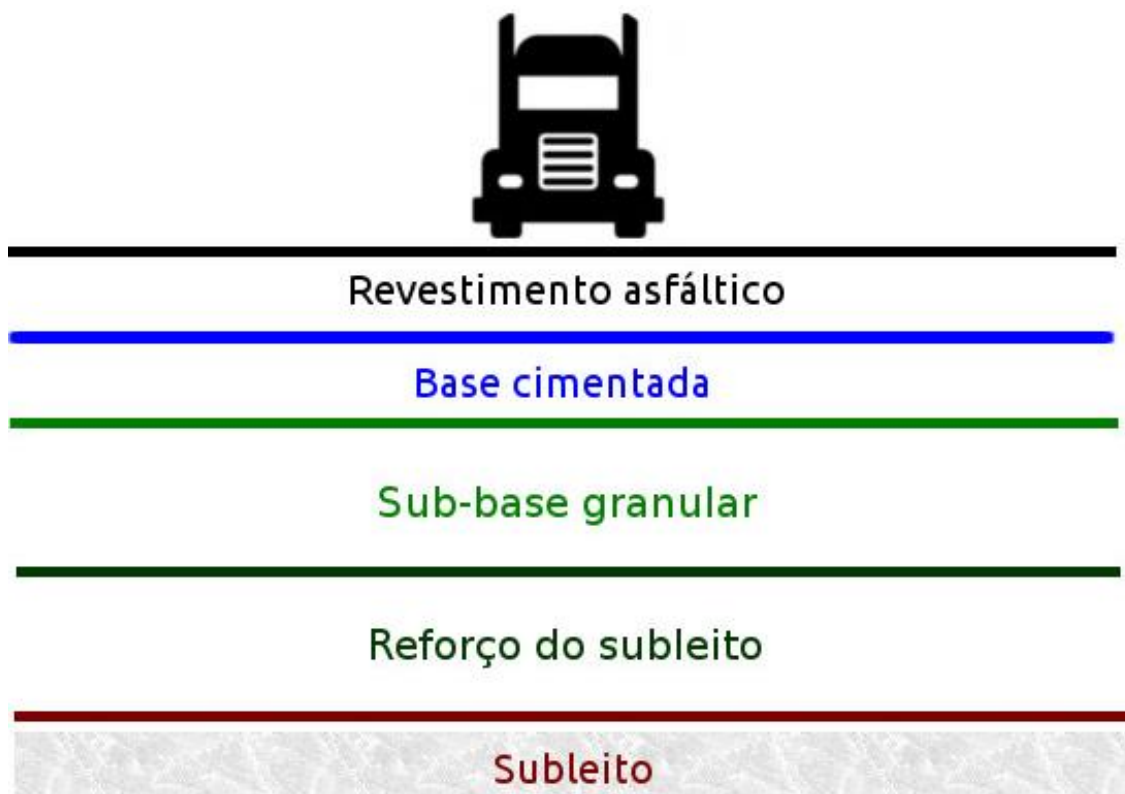 Revestimento asfáltico
Base cimentada
Sub-base granular
Reforço do subleito
Subleito